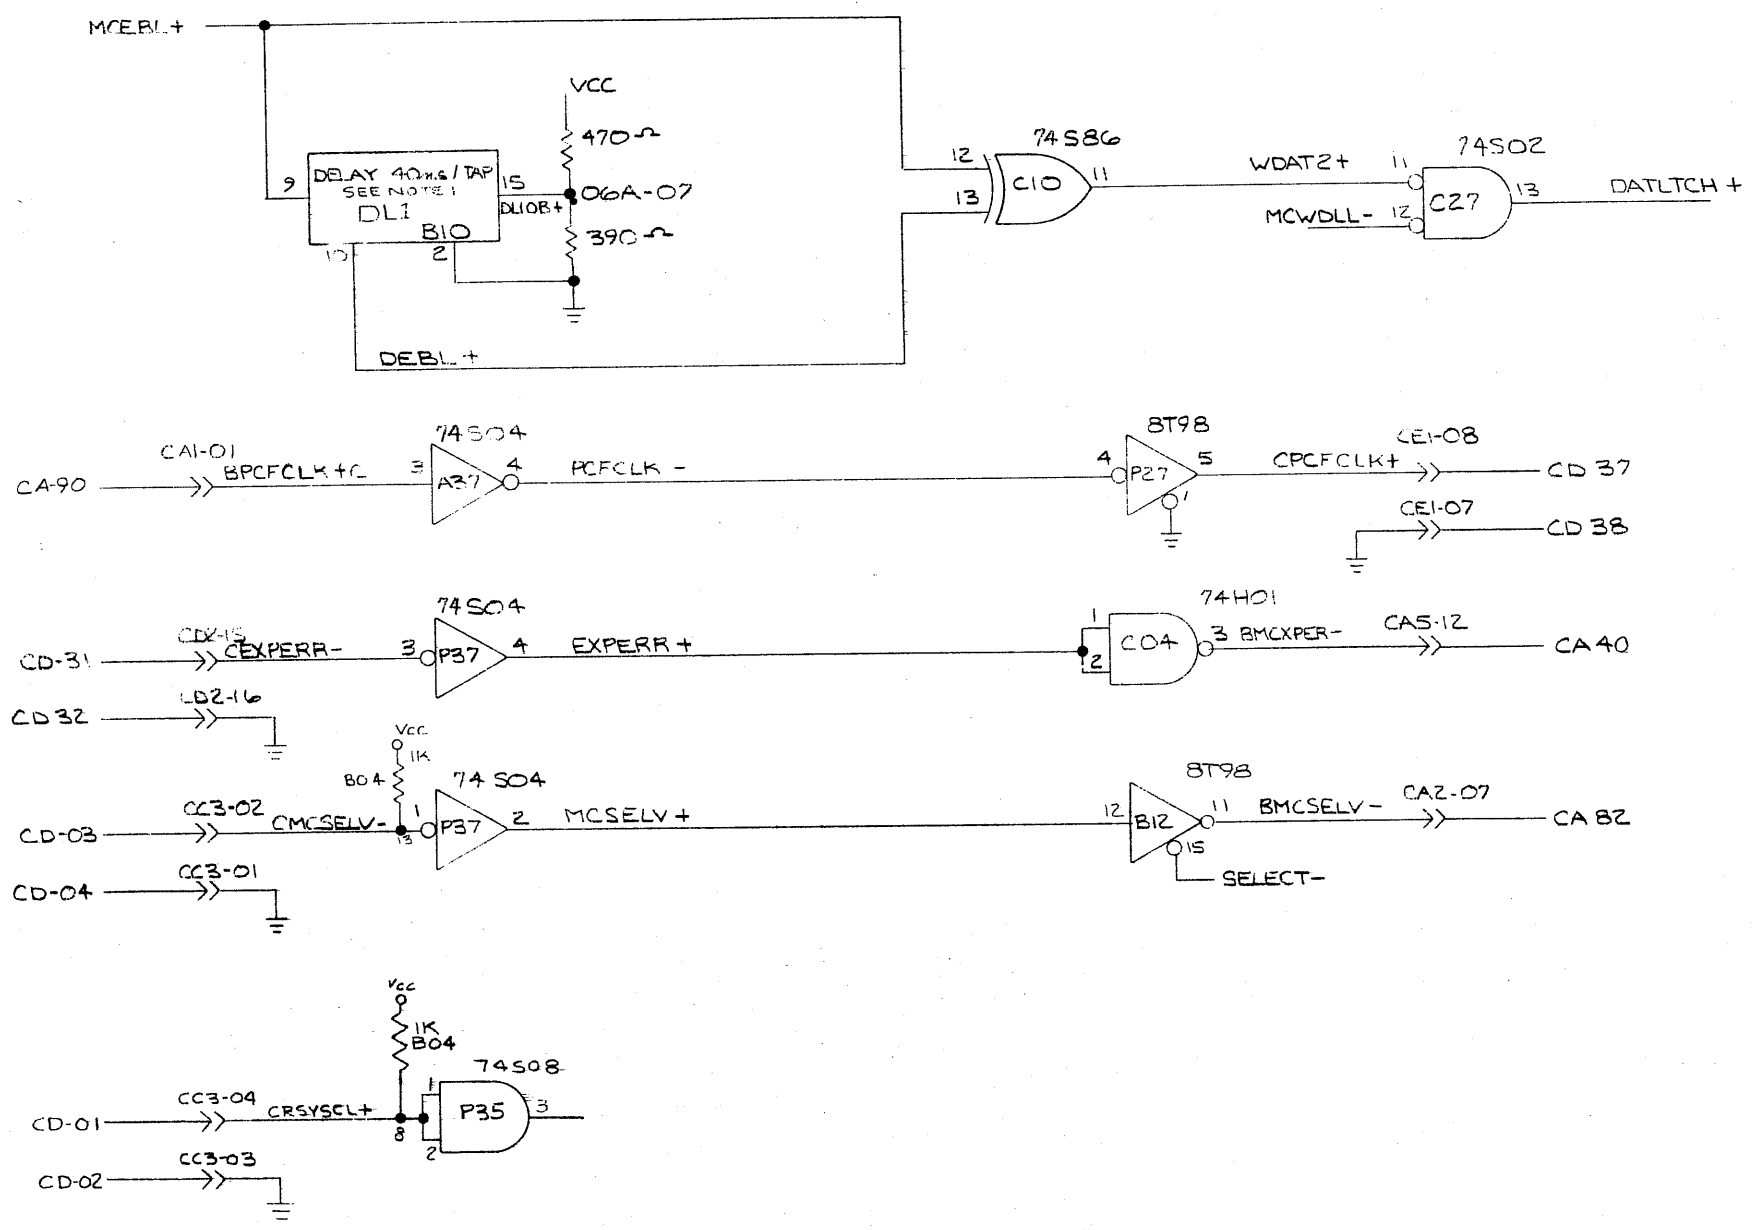 MCEBL+
VCC
470Ω
9
DELAY 40ns/TAP
SEE NOTE 1
DL1
B10
15
DL10B+
06A-07
390Ω
10
2
DEBL+
74S86
12
13
C10
11
WDATZ+
MCWDLL-
74S02
11
12
C27
13
DATLTCH+
CA-90
CA1-01
BPCFCLK+C
74S04
3
A37
4
PCFCLK -
8T98
4
P27
5
1
CPCFCLK+
CE1-08
CD 37
CE1-07
CD 38
CD-31
CEXPERR-
74S04
3
P37
4
EXPERR+
1
2
74H01
C04
3
BMCXPER-
CA5-12
CA 40
CD 32
CD2-16
VCC
1K
B04
CD-03
CC3-02
CMCSELV-
13
74S04
1
P37
2
MCSELV+
8T98
12
B12
11
15
SELECT-
BMCSELV-
CA2-07
CA 82
CD-04
CC3-01
VCC
1K
B04
CD-01
CC3-04
CRSYSCL+
8
74S08
1
2
P35
3
CD-02
CC3-03